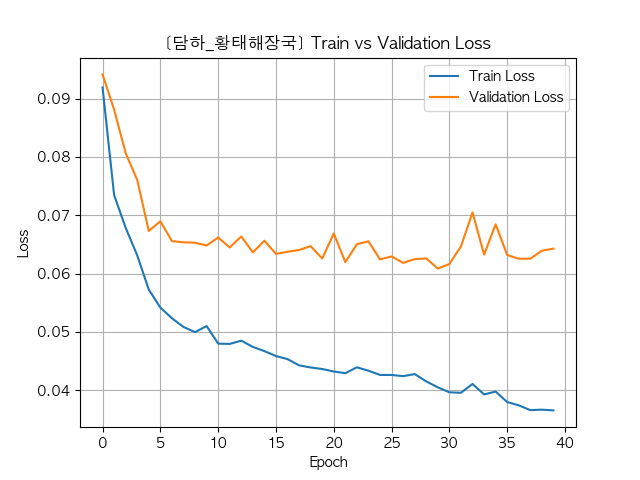 [담하_황태해장국] Train vs Validation Loss
Train Loss
Validation Loss
Loss
0.09
0.08
0.07
0.06
0.05
0.04
0 5 10 15 20 25 30 35 40
Epoch